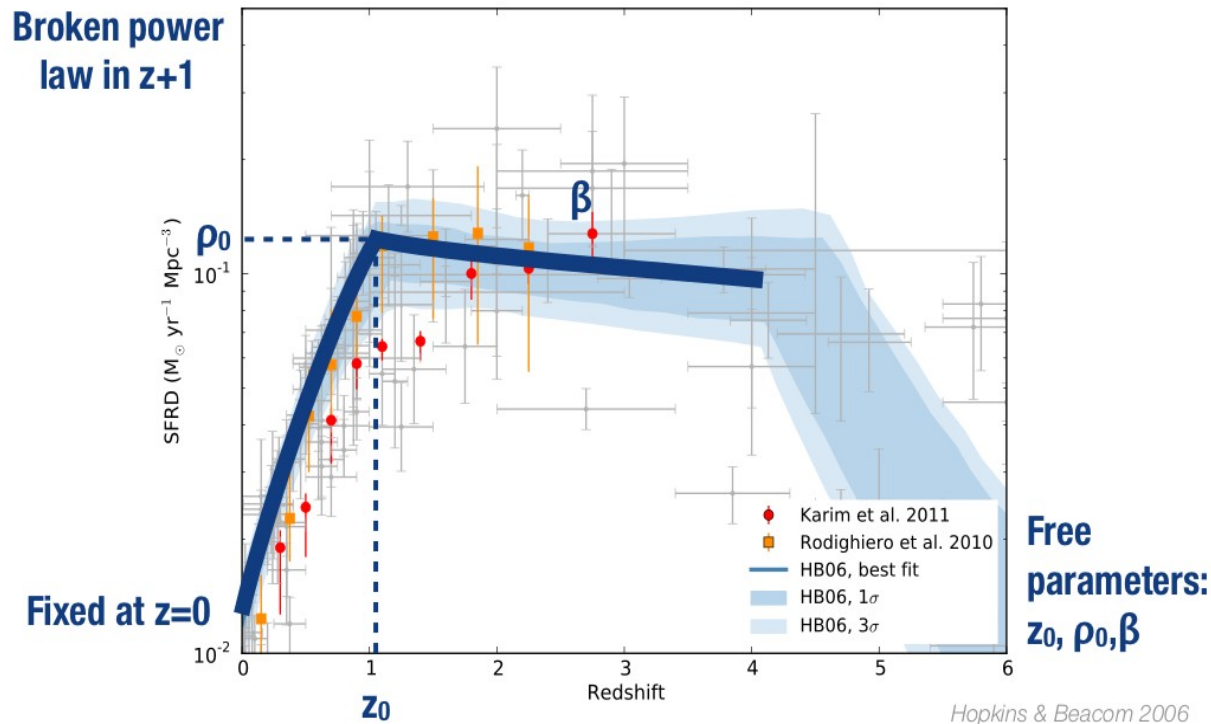 Broken power
law in z+1
β
ρ₀
10⁻¹
SFRD (M☉ yr⁻¹ Mpc⁻³)
Karim et al. 2011
Rodighiero et al. 2010
HB06, best fit
HB06, 1σ
HB06, 3σ
Free
parameters:
z₀, ρ₀,β
Fixed at z=0
10⁻²
0 1 2 3 4 5 6
Redshift
z₀
Hopkins & Beacom 2006